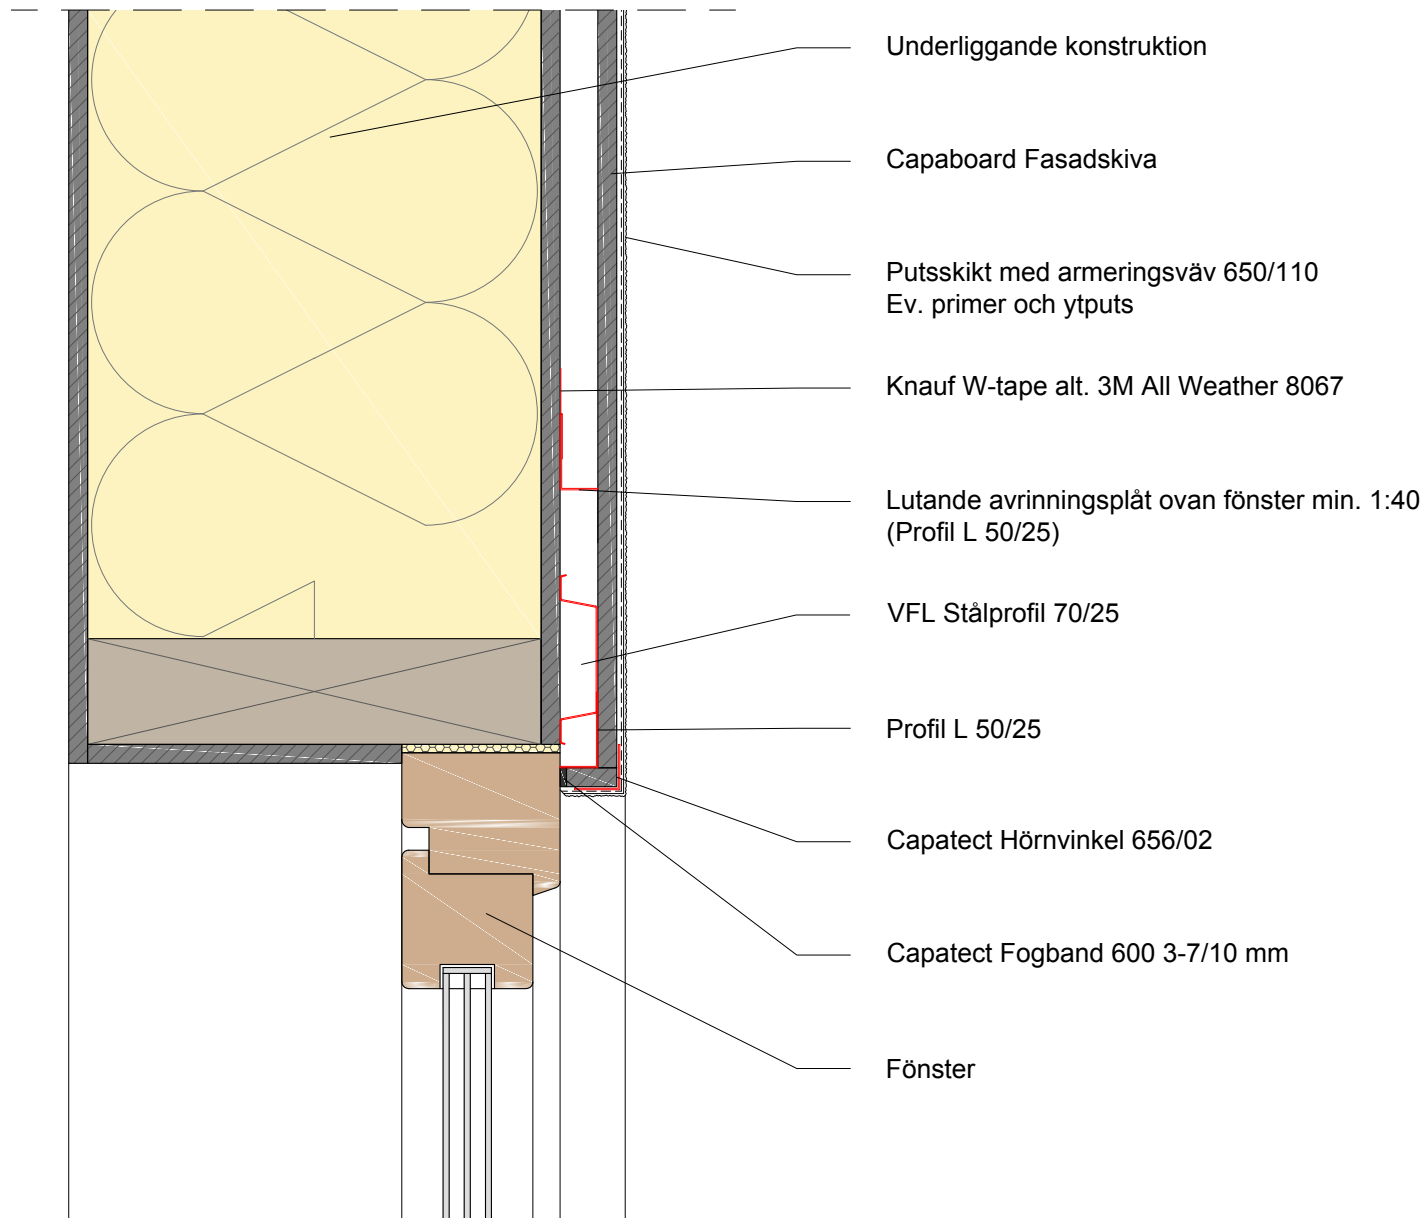 Underliggande konstruktion
Capaboard Fasadskiva
Putsskikt med armeringsväv 650/110
Ev. primer och ytputs
Knauf W-tape alt. 3M All Weather 8067
Lutande avrinningsplåt ovan fönster min. 1:40
(Profil L 50/25)
VFL Stålprofil 70/25
Profil L 50/25
Capatect Hörnvinkel 656/02
Capatect Fogband 600 3-7/10 mm
Fönster